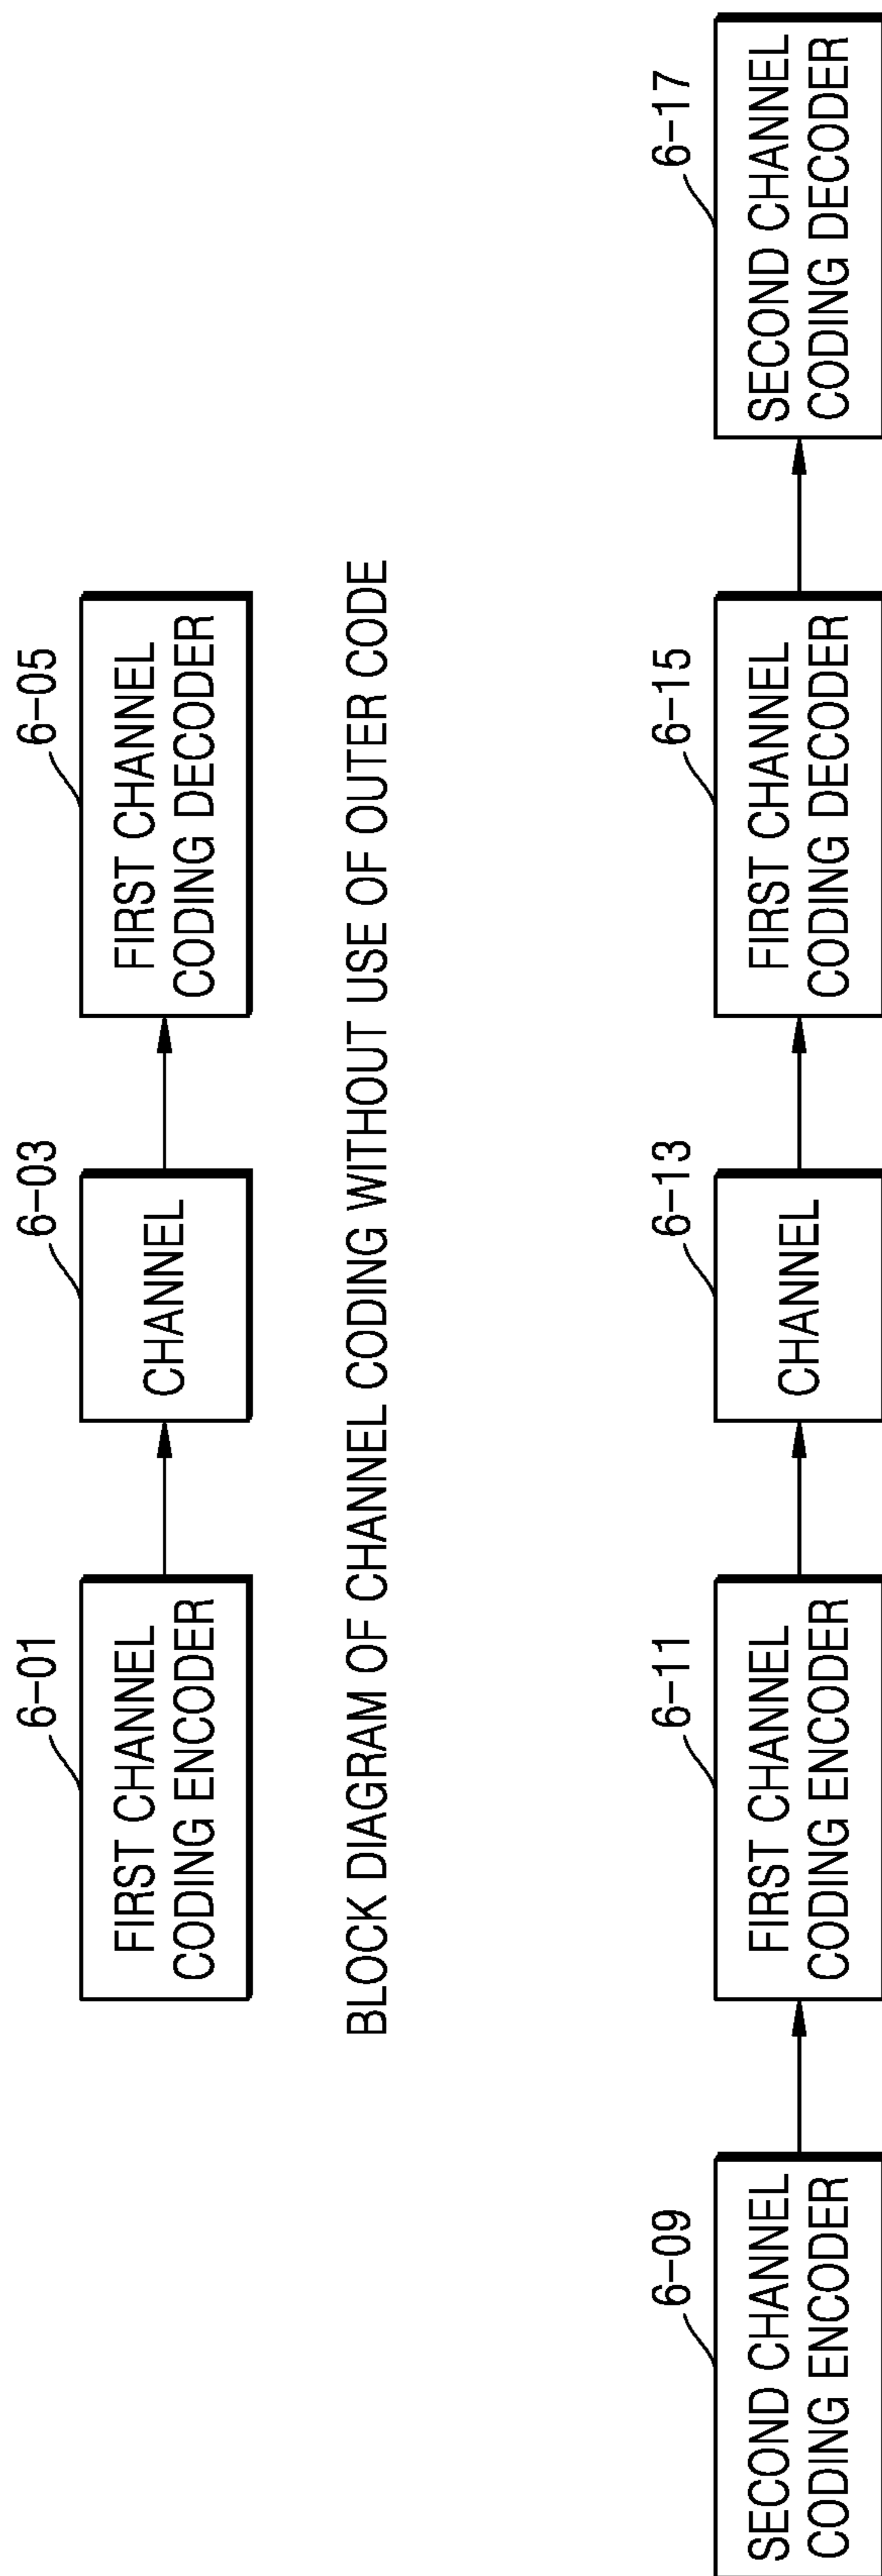 6-01
FIRST CHANNEL
CODING ENCODER
6-03
CHANNEL
6-05
FIRST CHANNEL
CODING DECODER
BLOCK DIAGRAM OF CHANNEL CODING WITHOUT USE OF OUTER CODE
6-09
SECOND CHANNEL
CODING ENCODER
6-11
FIRST CHANNEL
CODING ENCODER
6-13
CHANNEL
6-15
FIRST CHANNEL
CODING DECODER
6-17
SECOND CHANNEL
CODING DECODER